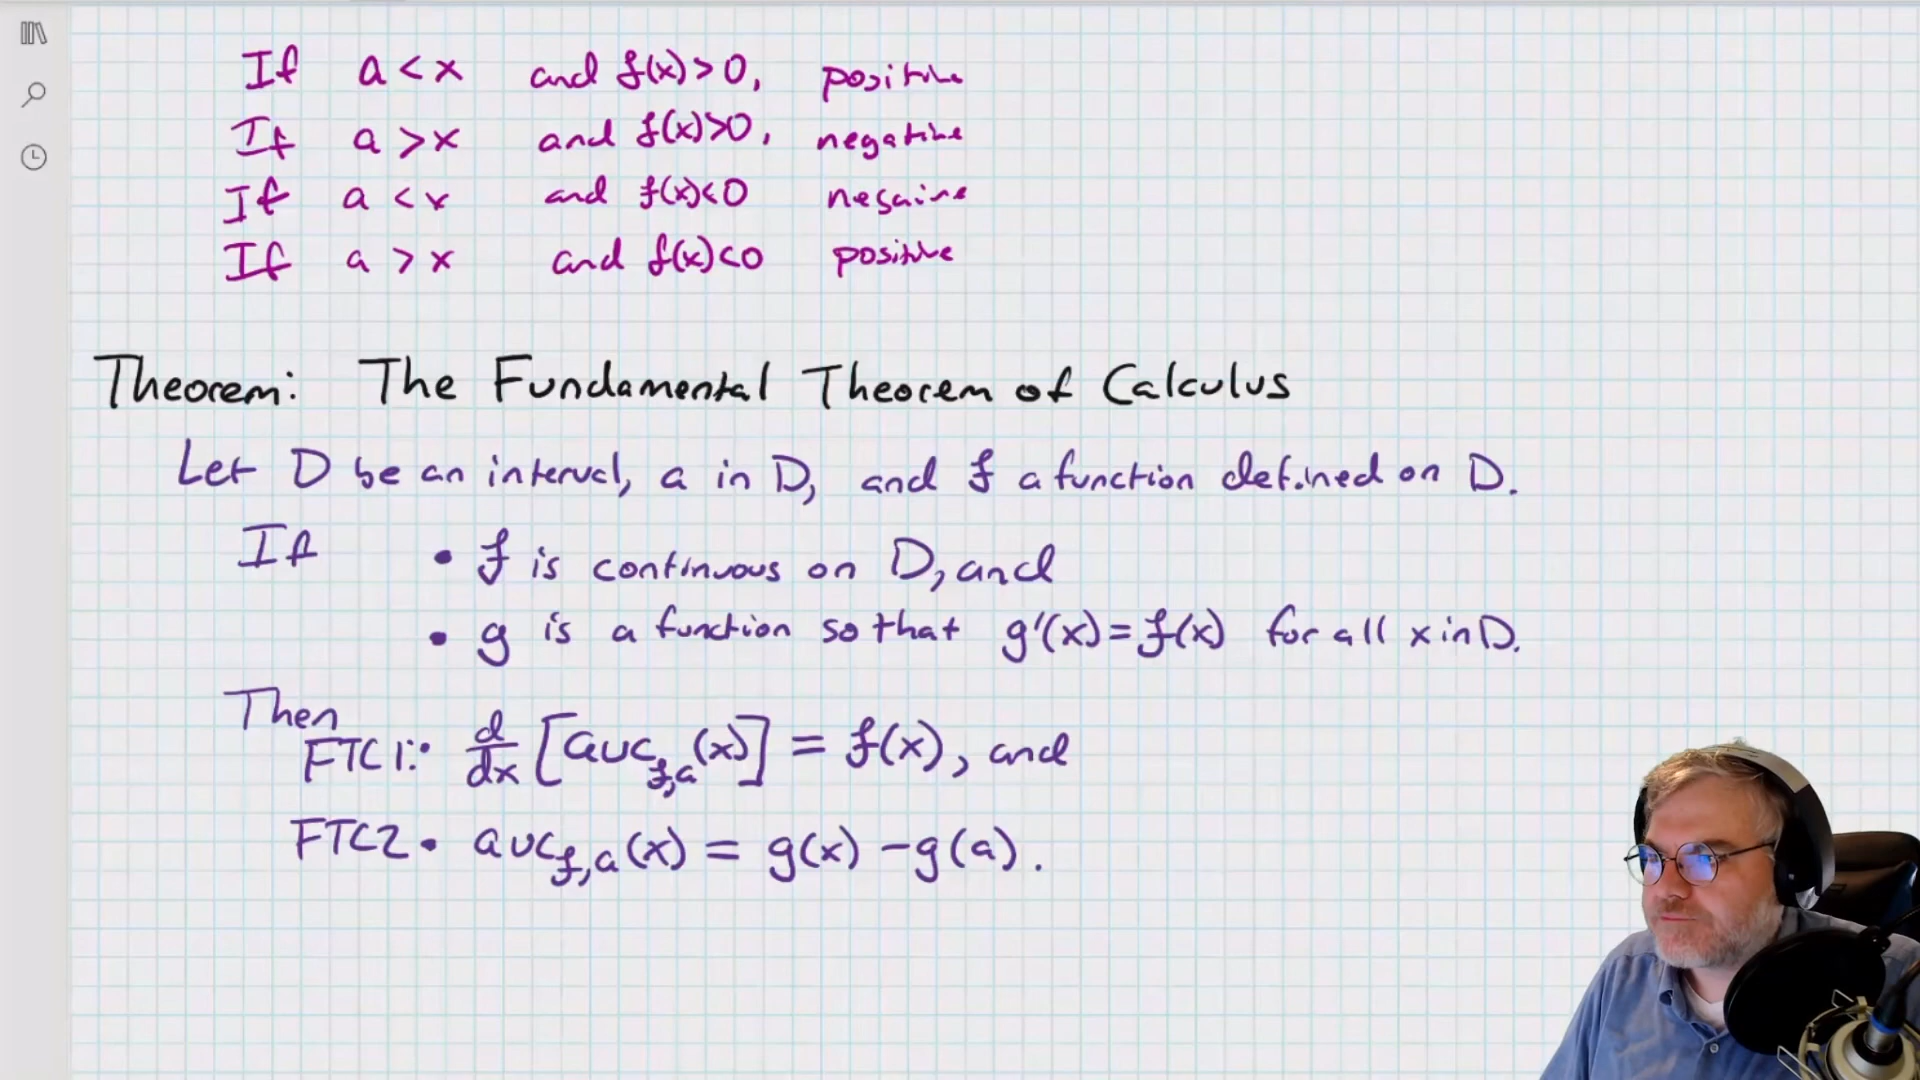 If a < x and f(x) > 0, positive
If a > x and f(x) > 0, negative
If a < x and f(x) < 0 negative
If a > x and f(x) < 0 positive
Theorem: The Fundamental Theorem of Calculus
Let D be an interval, a in D, and f a function defined on D.
If • f is continuous on D, and
• g is a function so that g'(x) = f(x) for all x in D.
Then
FTC1: • d/dx [auc_{f,a}(x)] = f(x), and
FTC2 • auc_{f,a}(x) = g(x) - g(a).